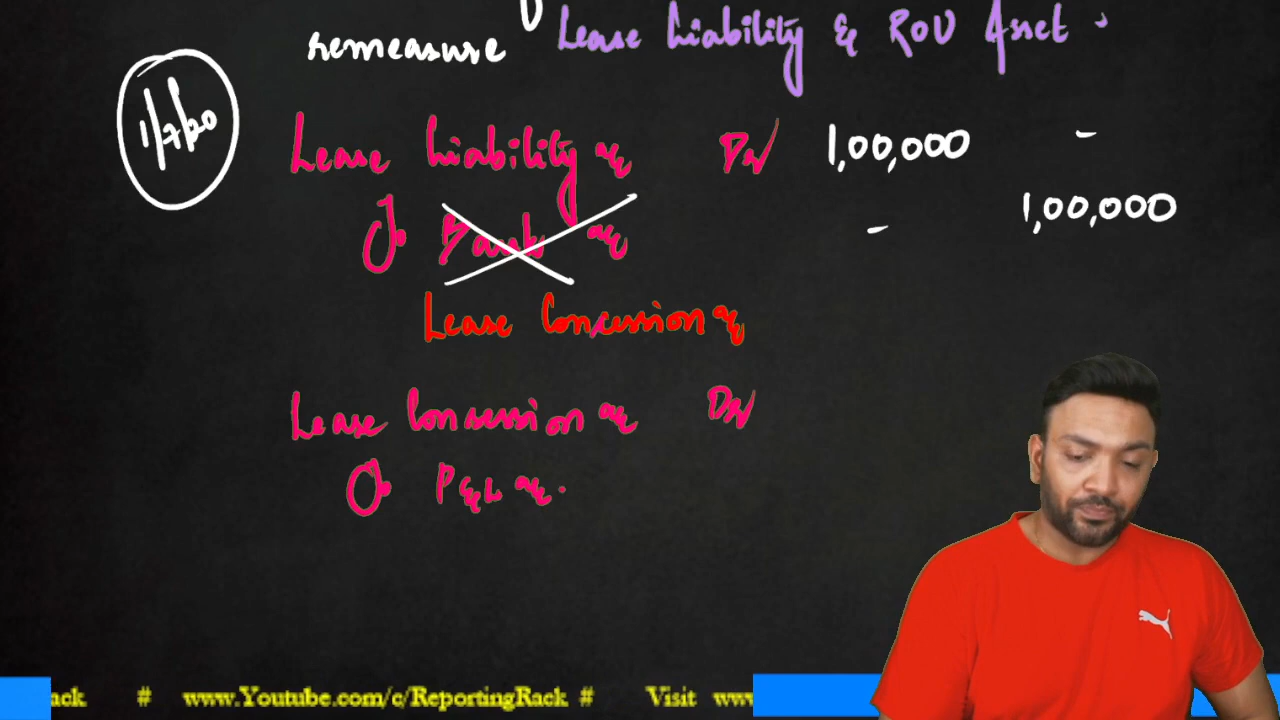 remeasure Lease Liability & ROU Asset.
1/7/20
Lease Liability a/c Dr 1,00,000 -
To Bank a/c - 1,00,000
Lease Concession a/c
Lease Concession a/c Dr
To P&L a/c.
ack # www.Youtube.com/c/ReportingRack # Visit www